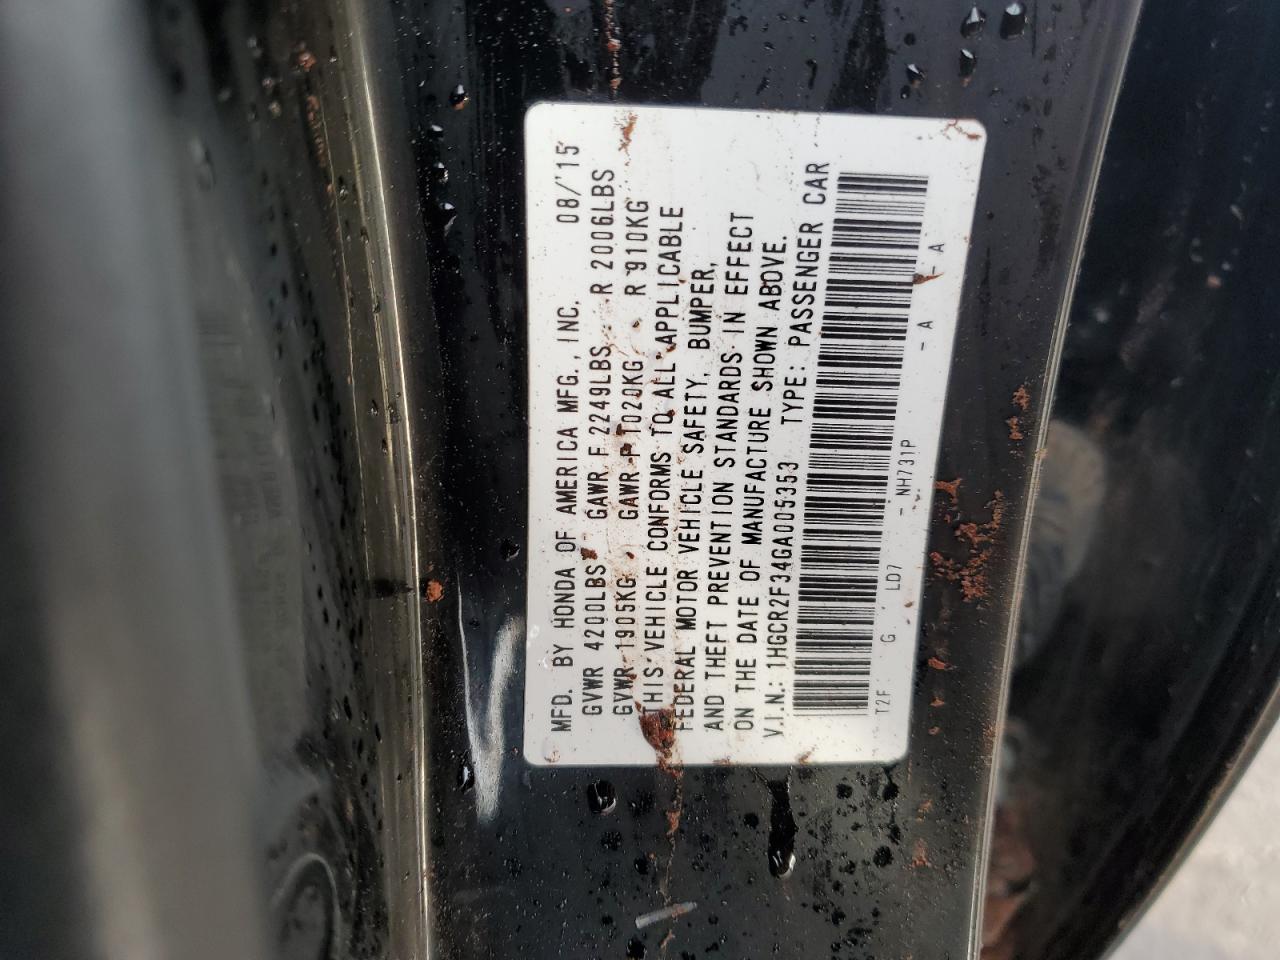 MFD. BY HONDA OF AMERICA MFG., INC. 08/'15
GVWR 4200LBS GAWR F 2249LBS R 2006LBS
GVWR 1905KG GAWR F 1020KG R 910KG
THIS VEHICLE CONFORMS TO ALL APPLICABLE
FEDERAL MOTOR VEHICLE SAFETY, BUMPER,
AND THEFT PREVENTION STANDARDS IN EFFECT
ON THE DATE OF MANUFACTURE SHOWN ABOVE.
V.I.N.: 1HGCR2F34GA005353 TYPE: PASSENGER CAR
T2F G LD7 - NH731P - A - A